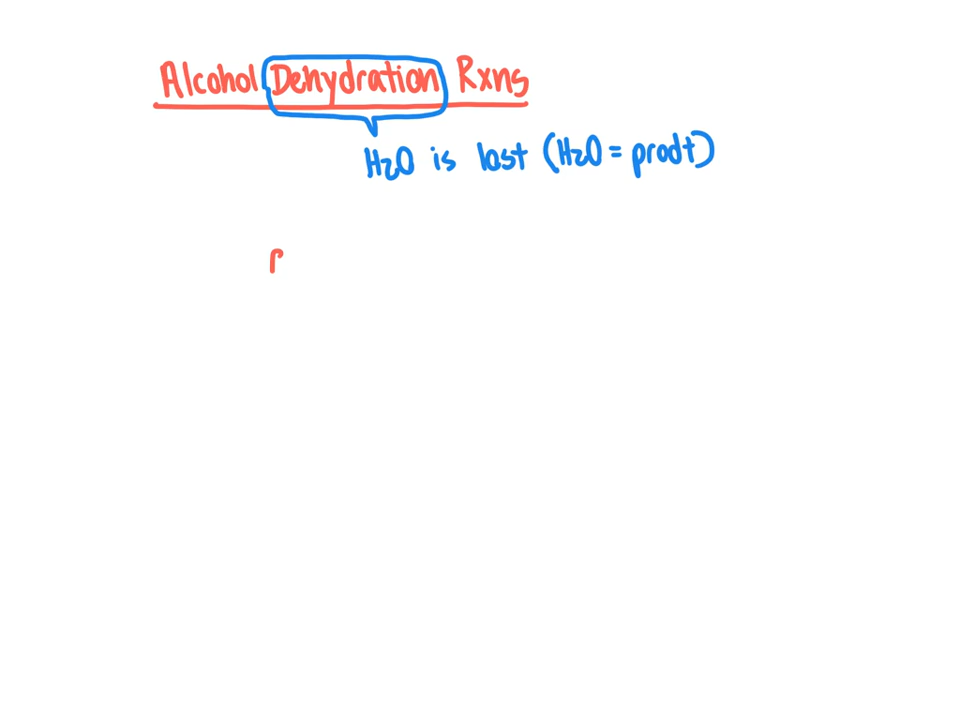 Alcohol Dehydration Rxns
H2O is lost (H2O = prodt)